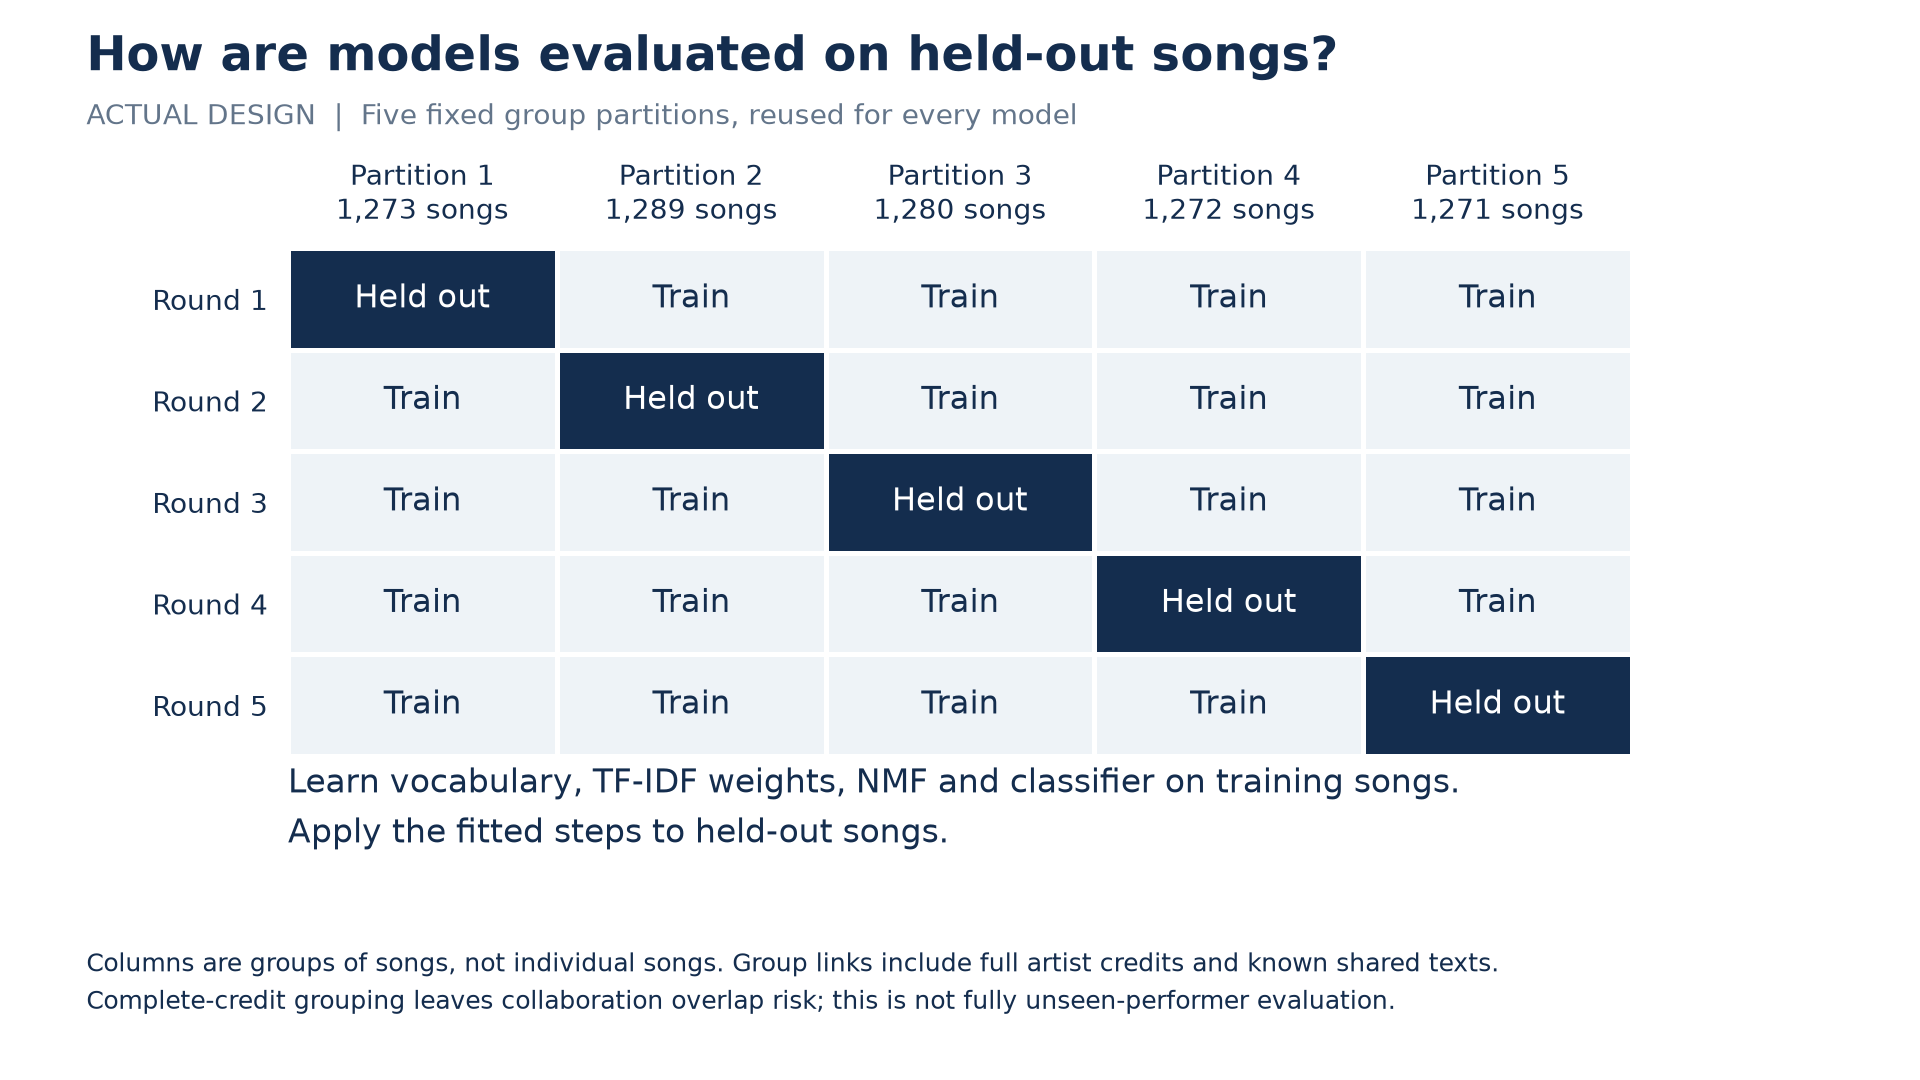 How are models evaluated on held-out songs?
ACTUAL DESIGN | Five fixed group partitions, reused for every model
Partition 1 Partition 2 Partition 3 Partition 4 Partition 5
1,273 songs 1,289 songs 1,280 songs 1,272 songs 1,271 songs
Round 1 Held out Train Train Train Train
Round 2 Train Held out Train Train Train
Round 3 Train Train Held out Train Train
Round 4 Train Train Train Held out Train
Round 5 Train Train Train Train Held out
Learn vocabulary, TF-IDF weights, NMF and classifier on training songs.
Apply the fitted steps to held-out songs.
Columns are groups of songs, not individual songs. Group links include full artist credits and known shared texts.
Complete-credit grouping leaves collaboration overlap risk; this is not fully unseen-performer evaluation.